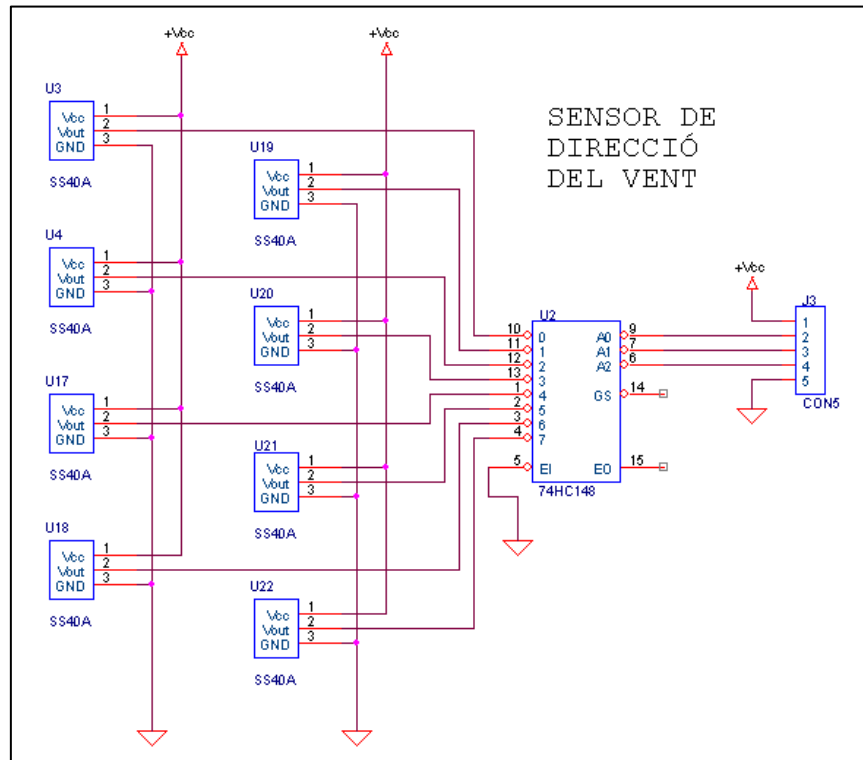 +Vcc
+Vcc
U3
Vcc 1
Vout 2
GND 3
SS40A
SENSOR DE
DIRECCIÓ
DEL VENT
U19
Vcc 1
Vout 2
GND 3
SS40A
U4
Vcc 1
Vout 2
GND 3
SS40A
U20
Vcc 1
Vout 2
GND 3
SS40A
U17
Vcc 1
Vout 2
GND 3
SS40A
U21
Vcc 1
Vout 2
GND 3
SS40A
U18
Vcc 1
Vout 2
GND 3
SS40A
U22
Vcc 1
Vout 2
GND 3
SS40A
U2
10 0 A0 9
11 1 A1 7
12 2 A2 6
13 3
1 4 GS 14
2 5
3 6
4 7
5 EI EO 15
74HC148
+Vcc
J3
1
2
3
4
5
CON5